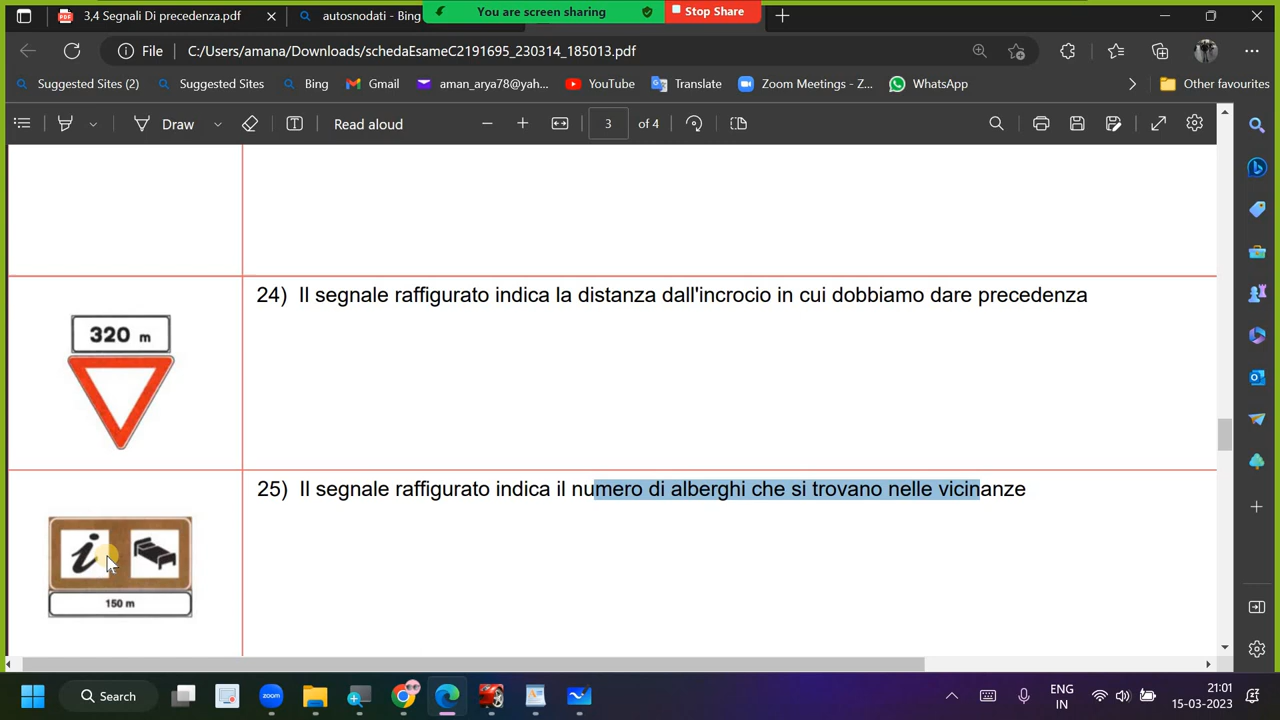 3,4 Segnali Di precedenza.pdf
autosnodati - Bing
You are screen sharing
Stop Share
File
C:/Users/amana/Downloads/schedaEsameC2191695_230314_185013.pdf
Suggested Sites (2)
Suggested Sites
Bing
Gmail
aman_arya78@yah...
YouTube
Translate
Zoom Meetings - Z...
WhatsApp
Other favourites
Draw
Read aloud
3
of 4
24) Il segnale raffigurato indica la distanza dall'incrocio in cui dobbiamo dare precedenza
320 m
25) Il segnale raffigurato indica il numero di alberghi che si trovano nelle vicinanze
i
150 m
Search
zoom
ENG
IN
21:01
15-03-2023